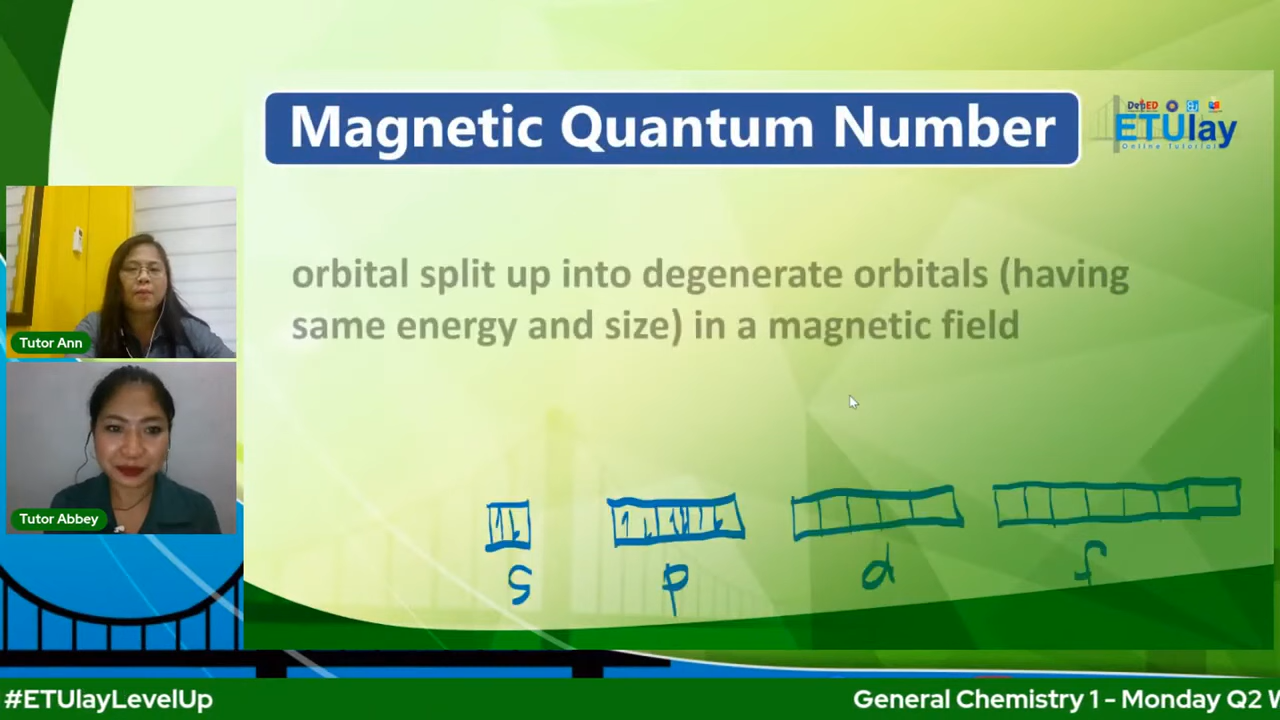 Magnetic Quantum Number
DepED
ETUlay
Online Tutorial
orbital split up into degenerate orbitals (having
same energy and size) in a magnetic field
Tutor Ann
Tutor Abbey
s p d f
#ETUlayLevelUp
General Chemistry 1 - Monday Q2 W